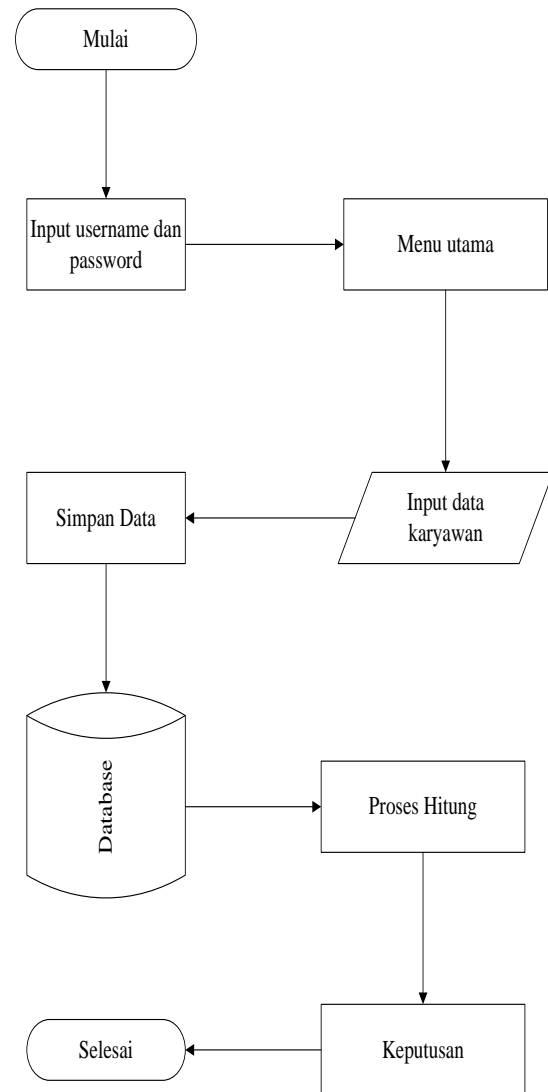 Mulai
Input username dan
password
Menu utama
Input data
karyawan
Simpan Data
Database
Proses Hitung
Keputusan
Selesai